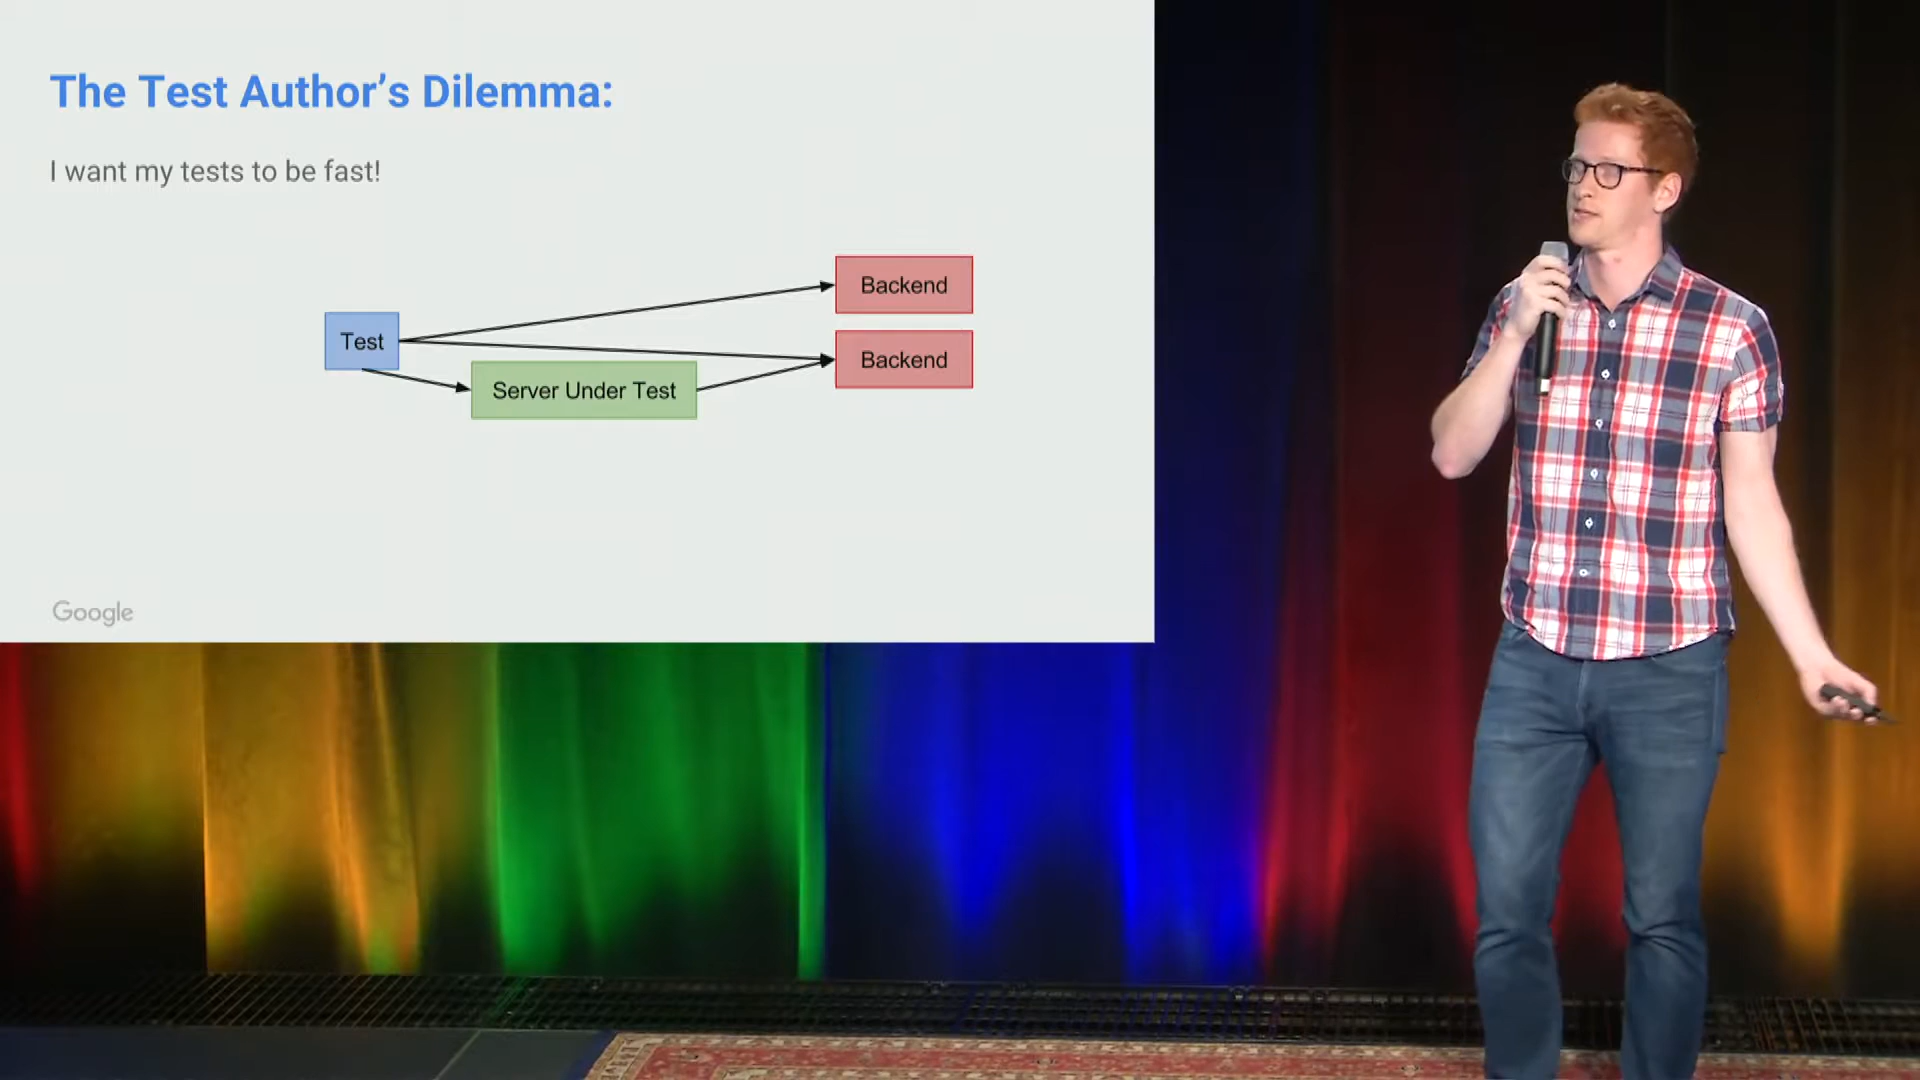 The Test Author’s Dilemma:
I want my tests to be fast!
Backend
Test
Backend
Server Under Test
Google